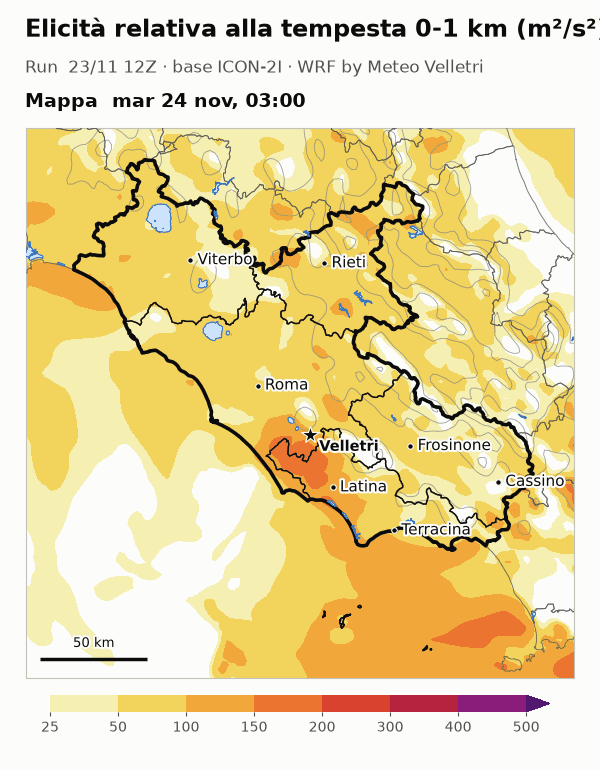 Elicità relativa alla tempesta 0-1 km (m²/s²)
Run 23/11 12Z · base ICON-2I · WRF by Meteo Velletri
Mappa mar 24 nov, 03:00
Viterbo
Rieti
Roma
Velletri
Frosinone
Latina
Cassino
Terracina
50 km
25 50 100 150 200 300 400 500